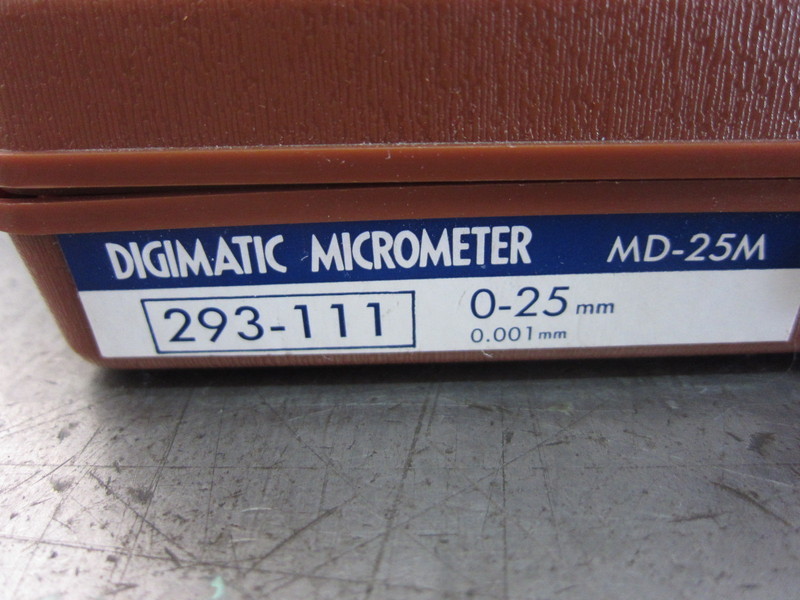 DIGIMATIC MICROMETER MD-25M
293-111 0-25 mm
0.001mm